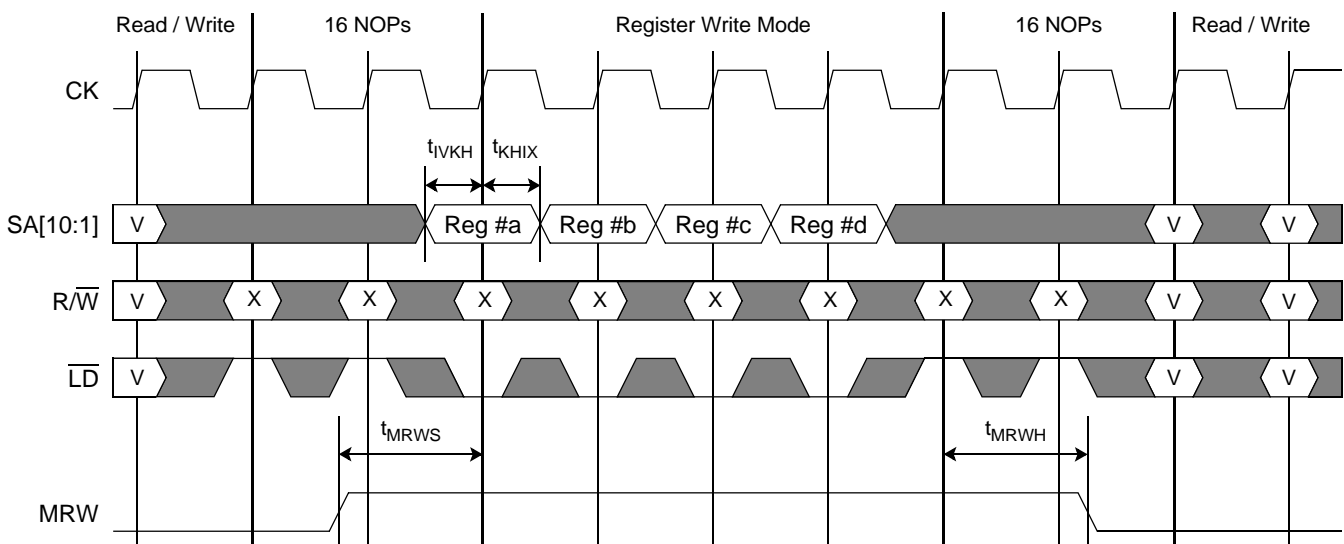 Read / Write 16 NOPs Register Write Mode 16 NOPs Read / Write
CK
tIVKH tKHIX
SA[10:1] V Reg #a Reg #b Reg #c Reg #d V V
R/W̅ V X X X X X X X X V V
L̅D̅ V V V
tMRWS tMRWH
MRW